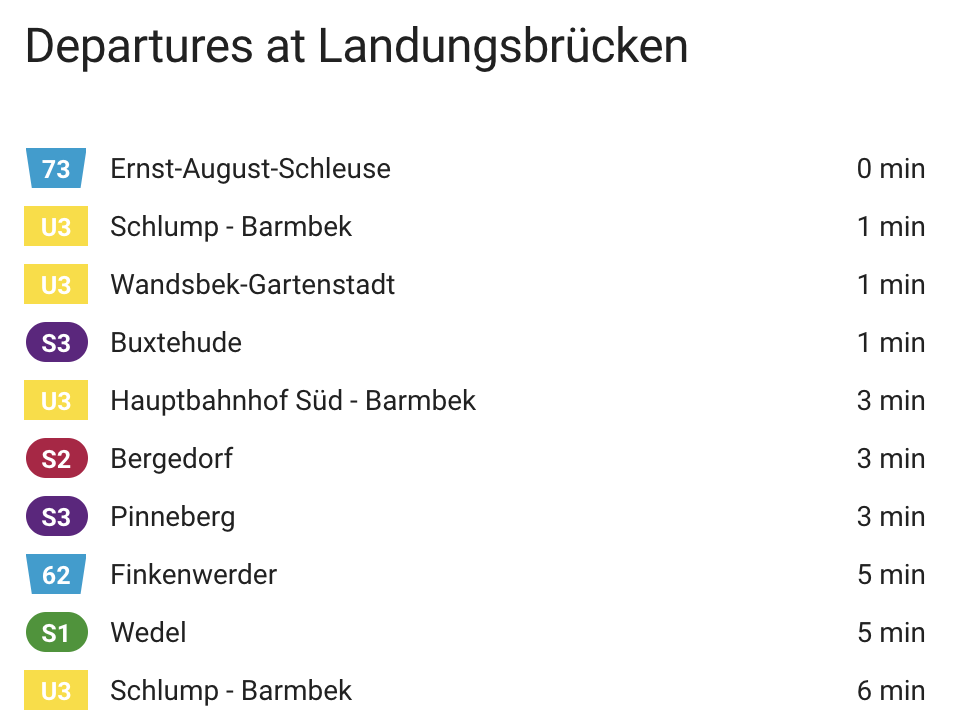 Departures at Landungsbrücken
73 Ernst-August-Schleuse 0 min
U3 Schlump - Barmbek 1 min
U3 Wandsbek-Gartenstadt 1 min
S3 Buxtehude 1 min
U3 Hauptbahnhof Süd - Barmbek 3 min
S2 Bergedorf 3 min
S3 Pinneberg 3 min
62 Finkenwerder 5 min
S1 Wedel 5 min
U3 Schlump - Barmbek 6 min